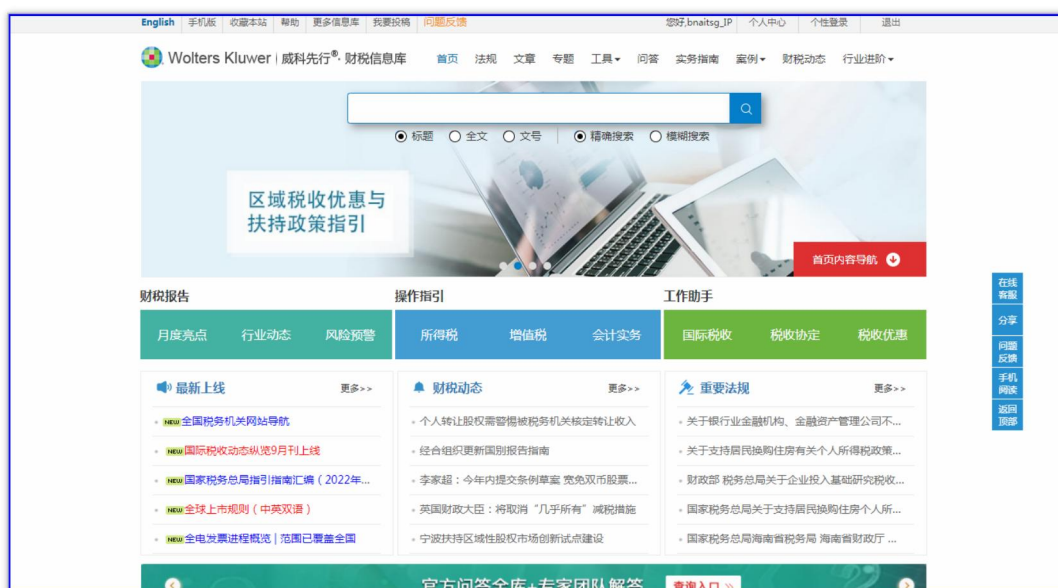 English 手机版 收藏本站 帮助 更多信息库 我要投稿 问题反馈 您好,bnaitsg_IP 个人中心 个性登录 退出
Wolters Kluwer | 威科先行®· 财税信息库 首页 法规 文章 专题 工具 问答 实务指南 案例 财税动态 行业进阶
标题 全文 文号 精确搜索 模糊搜索
区域税收优惠与
扶持政策指引
首页内容导航
财税报告 操作指引 工作助手
月度亮点 行业动态 风险预警 所得税 增值税 会计实务 国际税收 税收协定 税收优惠
最新上线 更多>>
NEW 全国税务机关网站导航
NEW 国际税收动态纵览9月刊上线
NEW 国家税务总局指引指南汇编（2022年...
NEW 全球上市规则（中英双语）
NEW 全电发票进程概览 | 范围已覆盖全国
财税动态 更多>>
个人转让股权需警惕被税务机关核定转让收入
经合组织更新国别报告指南
李家超：今年内提交条例草案 宽免双币股票...
英国财政大臣：将取消“几乎所有”减税措施
宁波扶持区域性股权市场创新试点建设
重要法规 更多>>
关于银行业金融机构、金融资产管理公司不...
关于支持居民换购住房有关个人所得税政策...
财政部 税务总局关于企业投入基础研究税收...
国家税务总局关于支持居民换购住房个人所...
国家税务总局海南省税务局 海南省财政厅 ...
官方问答全库+专家团队解答 查询入口 >>
在线
客服
分享
问题
反馈
手机
阅读
返回
顶部